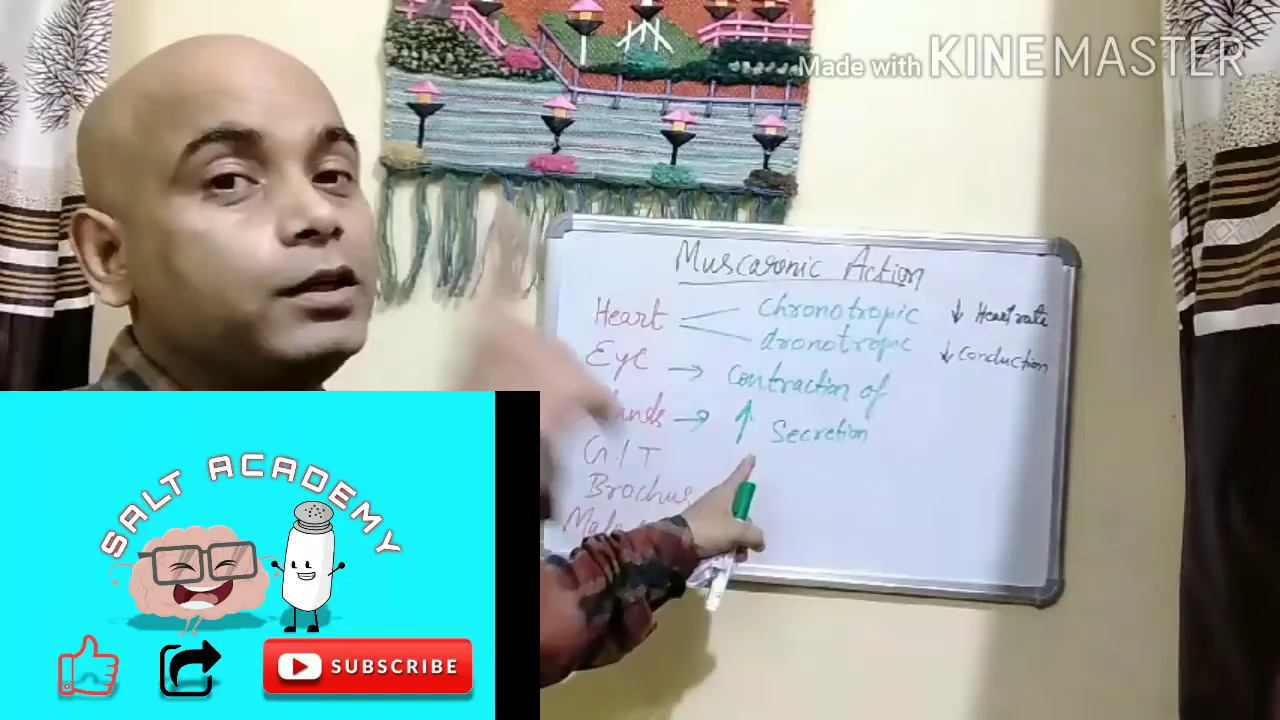 Made with KINEMASTER
Muscaronic Action
Heart
Chronotropic ↓ Heart rate
dronotropic ↓ Conduction
Eye → Contraction of
→ ↑ Secretion
G.I.T
Brochus
SALT ACADEMY
SUBSCRIBE